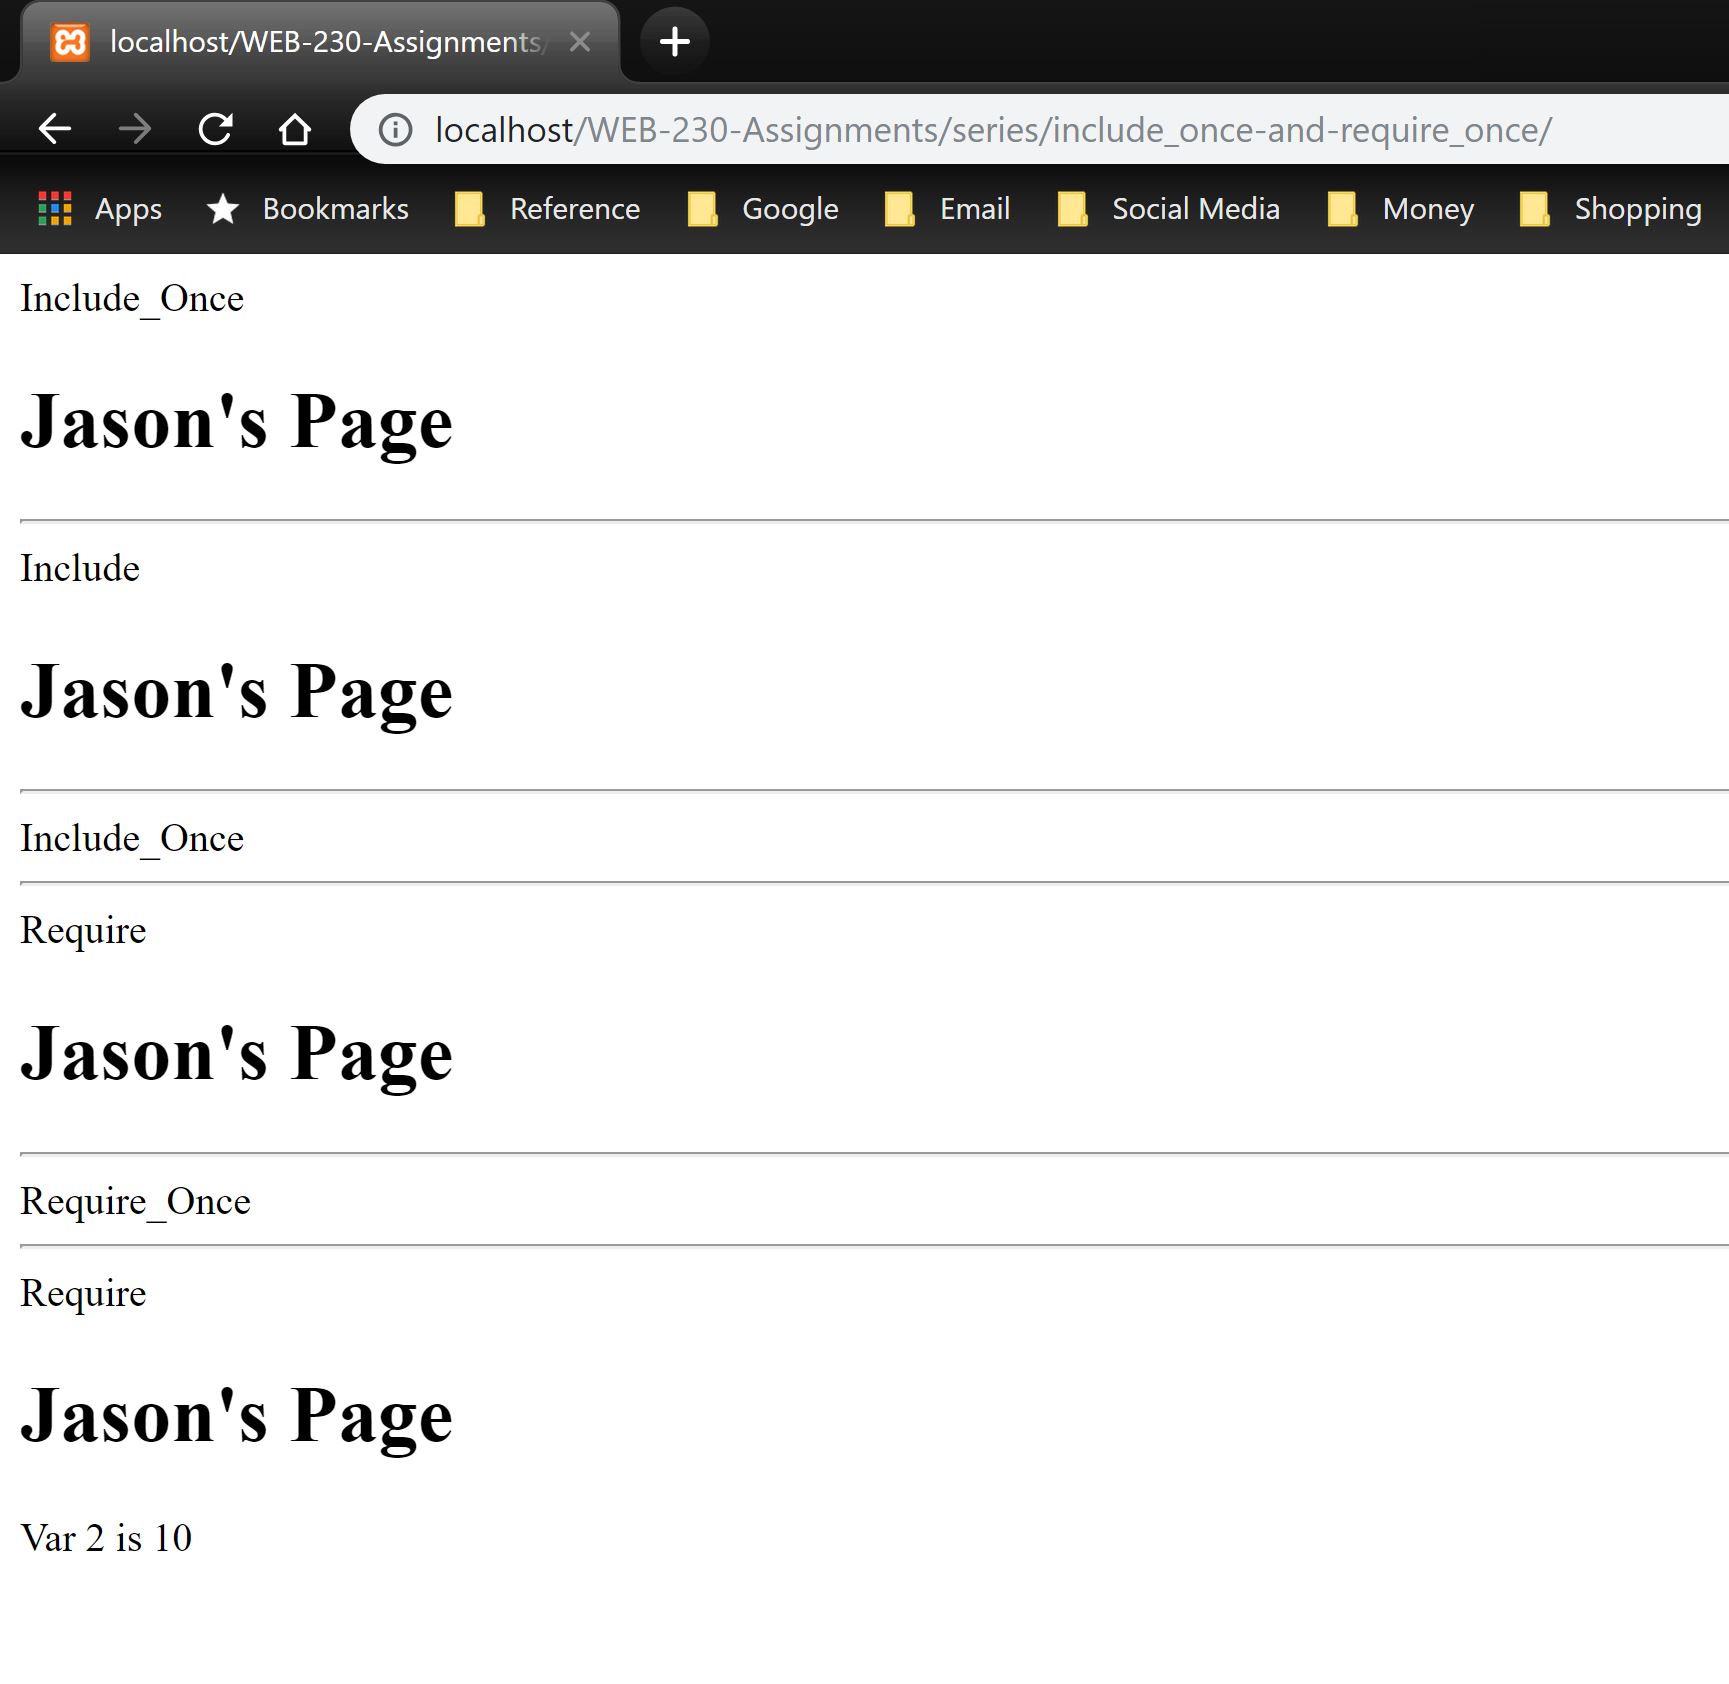 localhost/WEB-230-Assignments/
localhost/WEB-230-Assignments/series/include_once-and-require_once/
Apps Bookmarks Reference Google Email Social Media Money Shopping
Include_Once
Jason's Page
Include
Jason's Page
Include_Once
Require
Jason's Page
Require_Once
Require
Jason's Page
Var 2 is 10